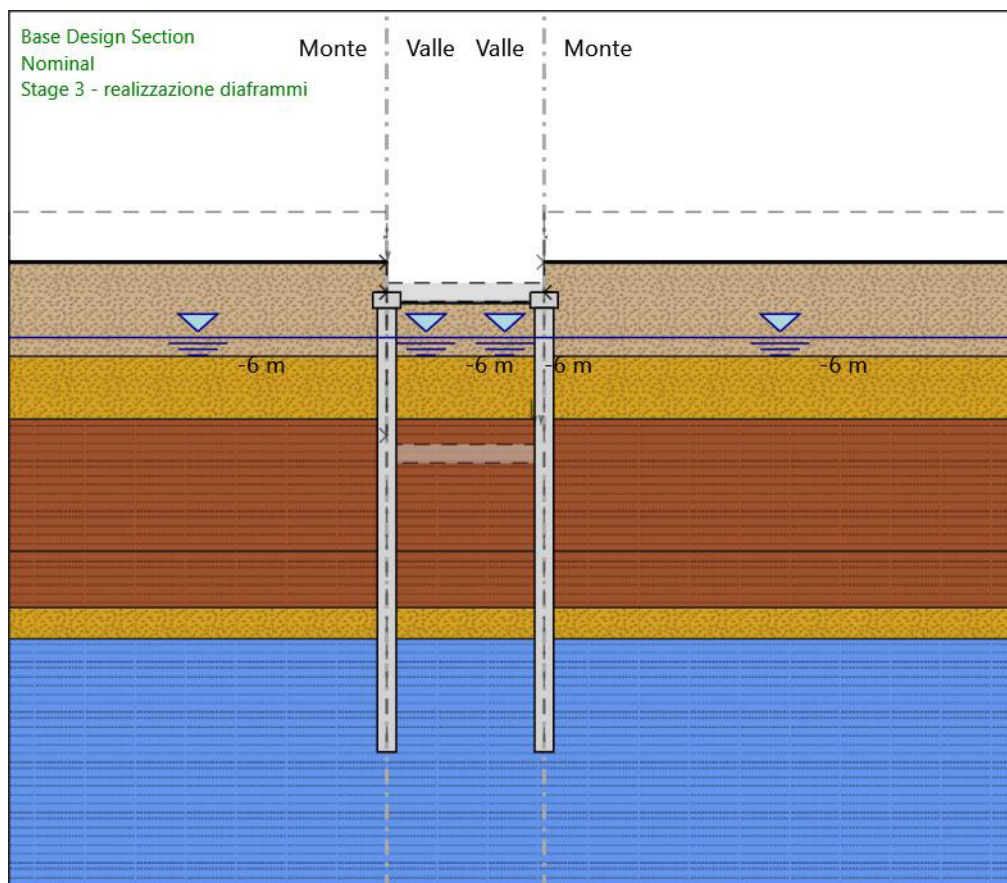 Base Design Section
Nominal
Stage 3 - realizzazione diaframmi
Monte Valle Valle Monte
-6 m -6 m -6 m -6 m